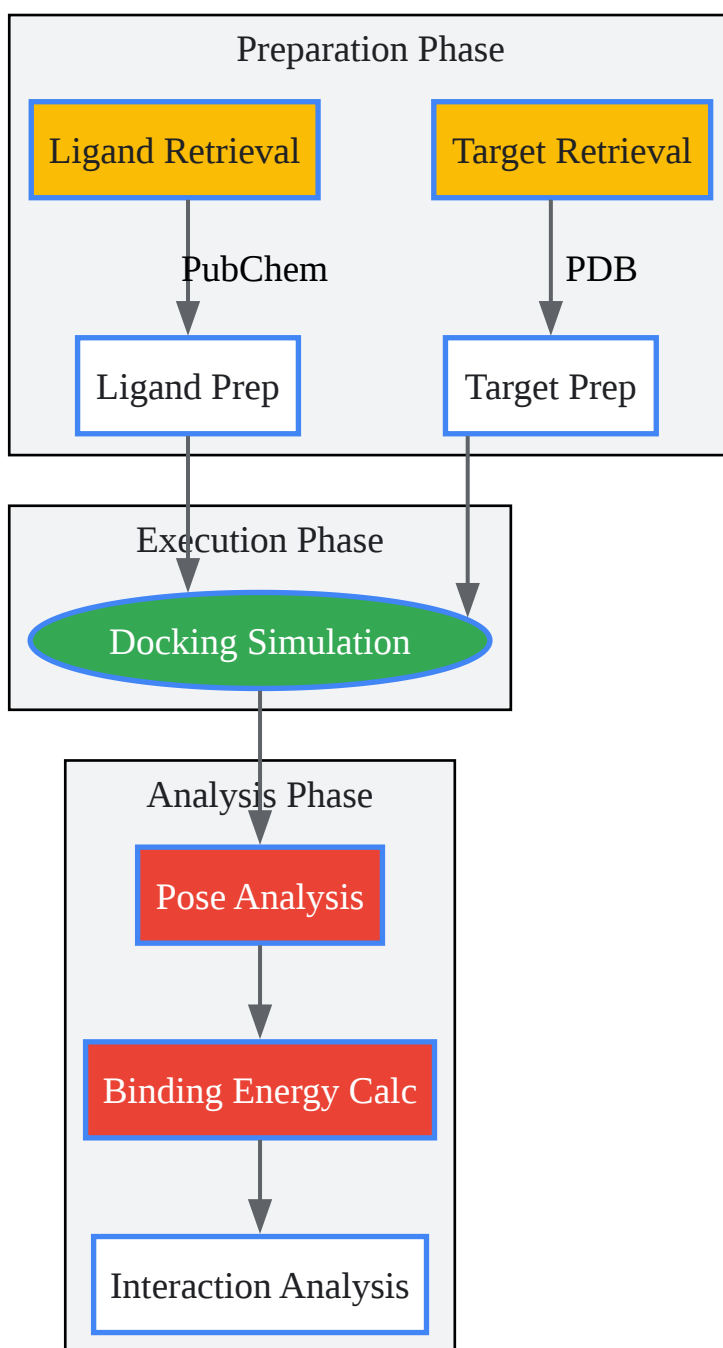 Preparation Phase
Ligand Retrieval
Target Retrieval
PubChem
PDB
Ligand Prep
Target Prep
Execution Phase
Docking Simulation
Analysis Phase
Pose Analysis
Binding Energy Calc
Interaction Analysis